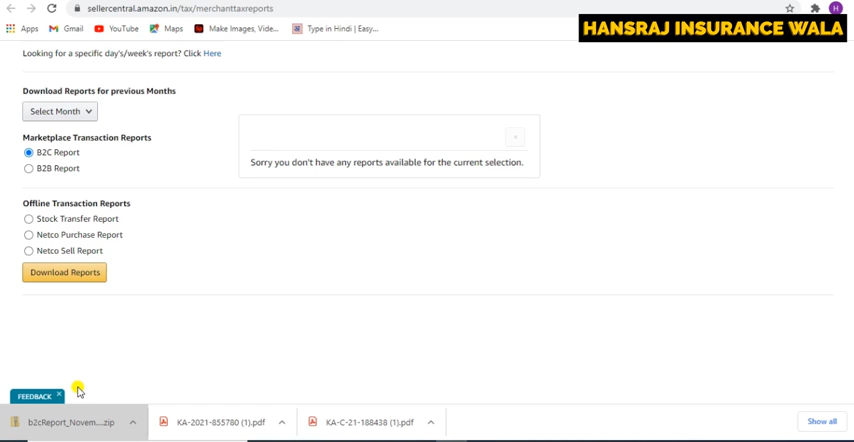 sellercentral.amazon.in/tax/merchanttaxreports
H
Apps Gmail YouTube Maps Make Images, Vide... Type in Hindi | Easy...
HANSRAJ INSURANCE WALA
Looking for a specific day's/week's report? Click Here
Download Reports for previous Months
Select Month
Marketplace Transaction Reports
B2C Report
B2B Report
×
Sorry you don't have any reports available for the current selection.
Offline Transaction Reports
Stock Transfer Report
Netco Purchase Report
Netco Sell Report
Download Reports
FEEDBACK ×
b2cReport_Novem....zip KA-2021-855780 (1).pdf KA-C-21-188438 (1).pdf Show all